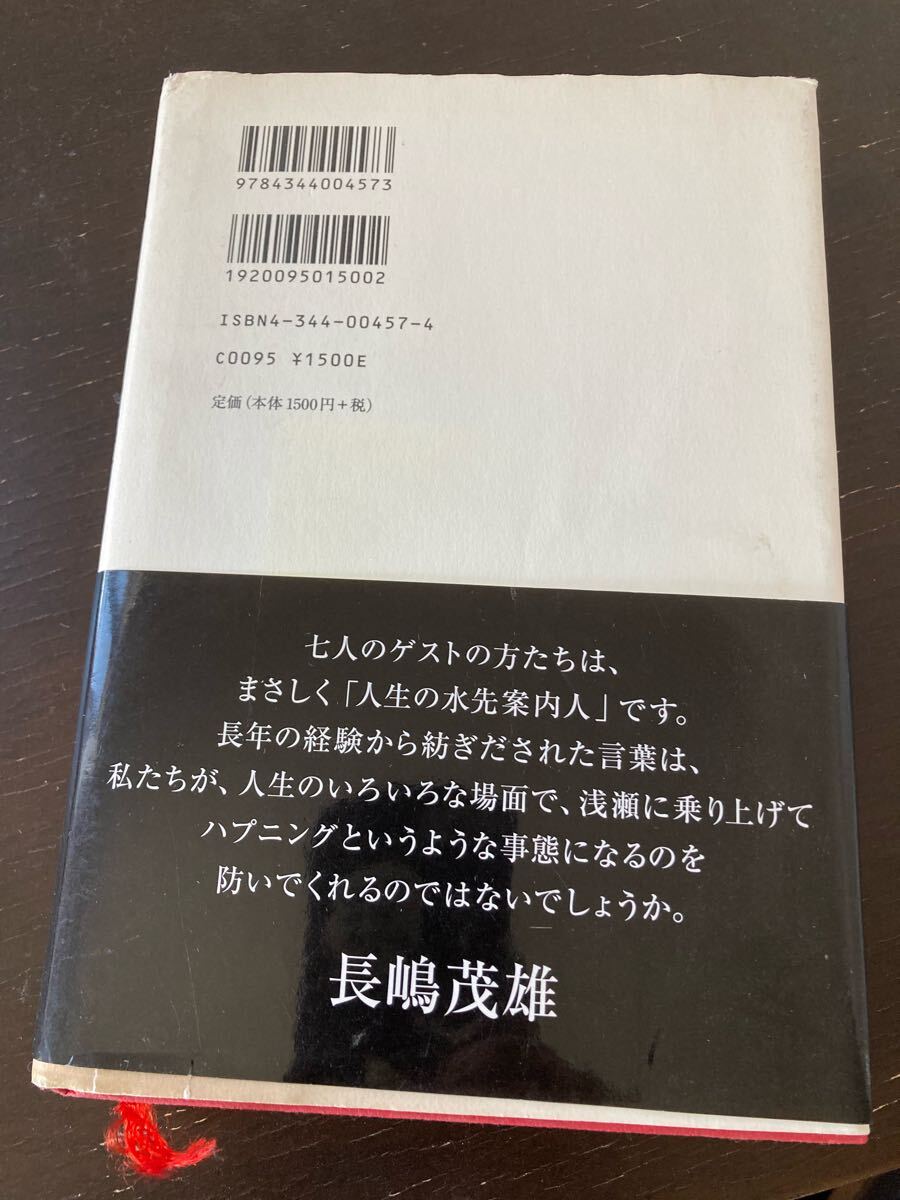 9784344004573
1920095015002
ISBN4-344-00457-4
C0095 ¥1500E
定価(本体1500円+税)
七人のゲストの方たちは、
まさしく「人生の水先案内人」です。
長年の経験から紡ぎだされた言葉は、
私たちが、人生のいろいろな場面で、浅瀬に乗り上げて
ハプニングというような事態になるのを
防いでくれるのではないでしょうか。
長嶋茂雄